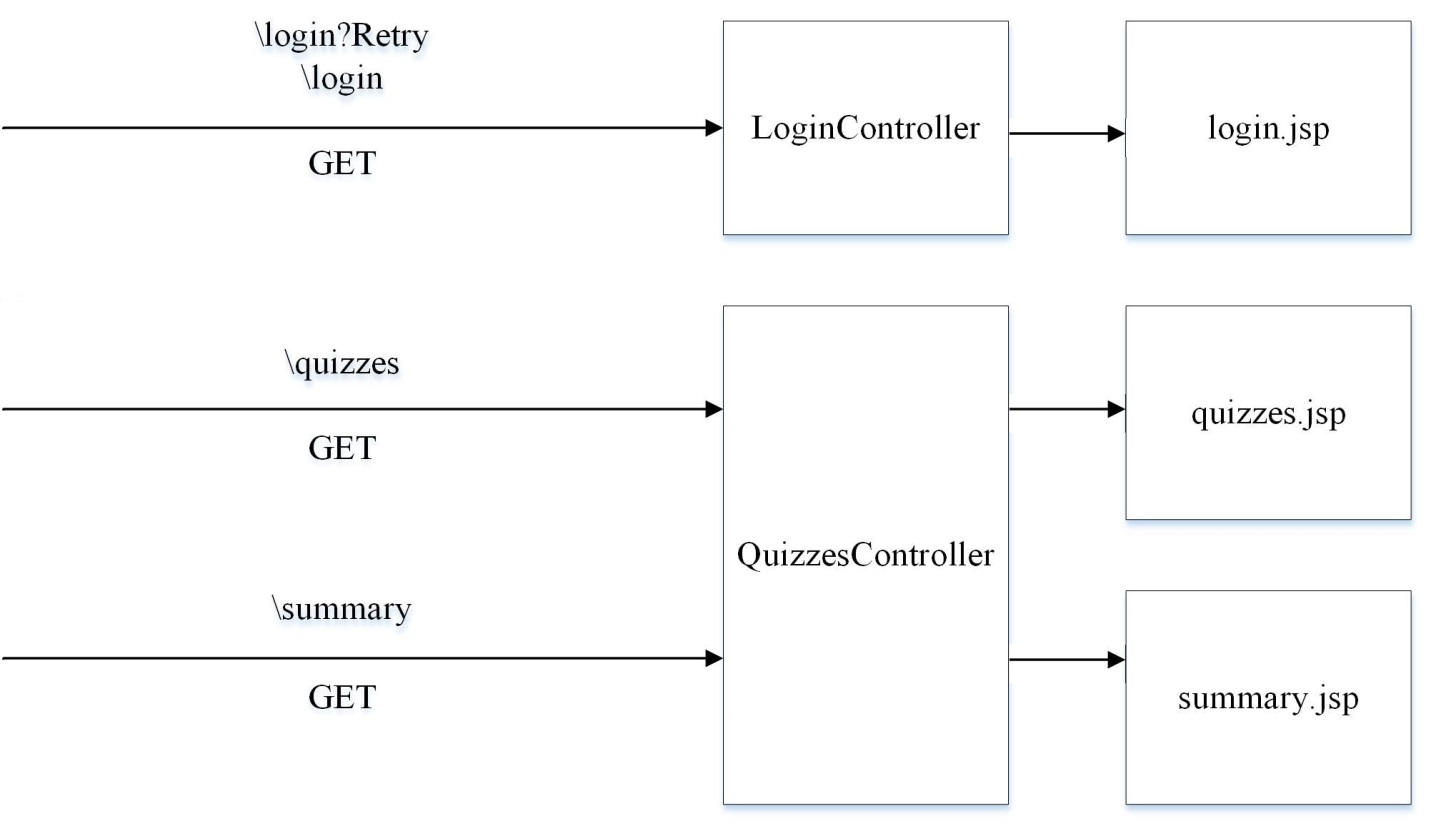 \login?Retry
\login
GET
LoginController
login.jsp
\quizzes
GET
quizzes.jsp
QuizzesController
\summary
GET
summary.jsp